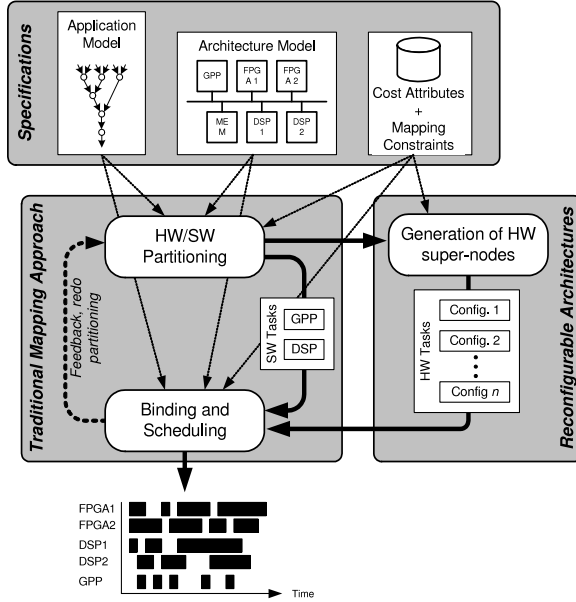 Specifications
Application
Model
Architecture Model
GPP
FPG
A 1
FPG
A 2
ME
M
DSP
1
DSP
2
Cost Attributes
+
Mapping
Constraints
Traditional Mapping Approach
HW/SW
Partitioning
Feedback, redo
partitioning
SW Tasks
GPP
DSP
Binding and
Scheduling
Reconfigurable Architectures
Generation of HW
super-nodes
HW Tasks
Config. 1
Config. 2
Config n
FPGA1
FPGA2
DSP1
DSP2
GPP
Time